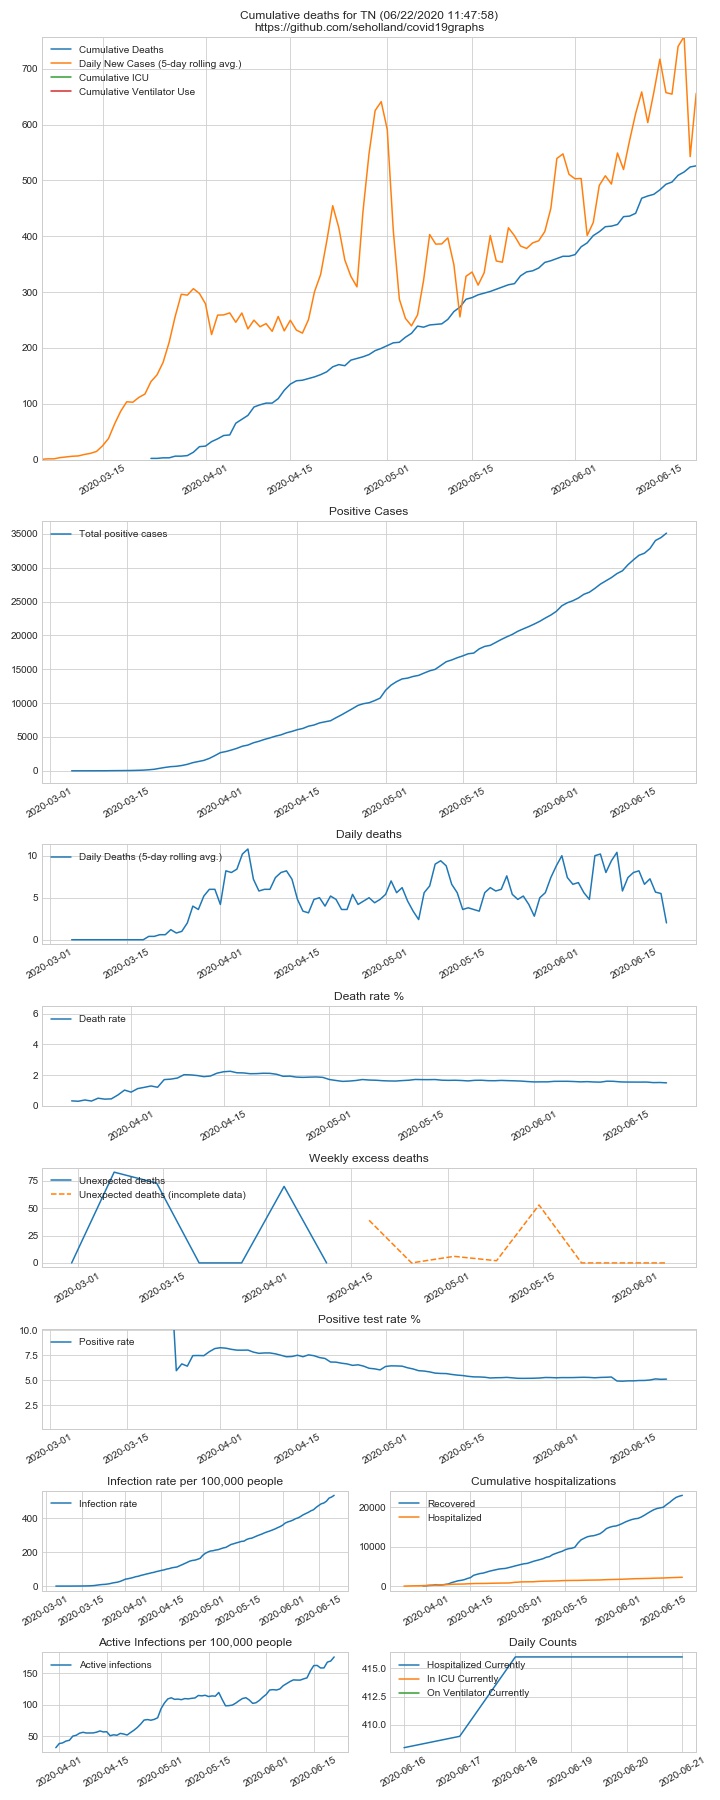 Cumulative deaths for TN (06/22/2020 11:47:58)
https://github.com/seholland/covid19graphs
Cumulative Deaths
Daily New Cases (5-day rolling avg.)
Cumulative ICU
Cumulative Ventilator Use
700
600
500
400
300
200
100
0
2020-03-15 2020-04-01 2020-04-15 2020-05-01 2020-05-15 2020-06-01 2020-06-15
Positive Cases
Total positive cases
35000
30000
25000
20000
15000
10000
5000
0
2020-03-01 2020-03-15 2020-04-01 2020-04-15 2020-05-01 2020-05-15 2020-06-01 2020-06-15
Daily deaths
Daily Deaths (5-day rolling avg.)
10
5
0
2020-03-01 2020-03-15 2020-04-01 2020-04-15 2020-05-01 2020-05-15 2020-06-01 2020-06-15
Death rate %
Death rate
6
4
2
0
2020-04-01 2020-04-15 2020-05-01 2020-05-15 2020-06-01 2020-06-15
Weekly excess deaths
Unexpected deaths
Unexpected deaths (incomplete data)
75
50
25
0
2020-03-01 2020-03-15 2020-04-01 2020-04-15 2020-05-01 2020-05-15 2020-06-01
Positive test rate %
Positive rate
10.0
7.5
5.0
2.5
2020-03-01 2020-03-15 2020-04-01 2020-04-15 2020-05-01 2020-05-15 2020-06-01 2020-06-15
Infection rate per 100,000 people
Infection rate
400
200
0
2020-03-01 2020-03-15 2020-04-01 2020-04-15 2020-05-01 2020-05-15 2020-06-01 2020-06-15
Cumulative hospitalizations
Recovered
Hospitalized
20000
10000
0
2020-04-01 2020-04-15 2020-05-01 2020-05-15 2020-06-01 2020-06-15
Active Infections per 100,000 people
Active infections
150
100
50
2020-04-01 2020-04-15 2020-05-01 2020-05-15 2020-06-01 2020-06-15
Daily Counts
Hospitalized Currently
In ICU Currently
On Ventilator Currently
415.0
412.5
410.0
2020-06-16 2020-06-17 2020-06-18 2020-06-19 2020-06-20 2020-06-21